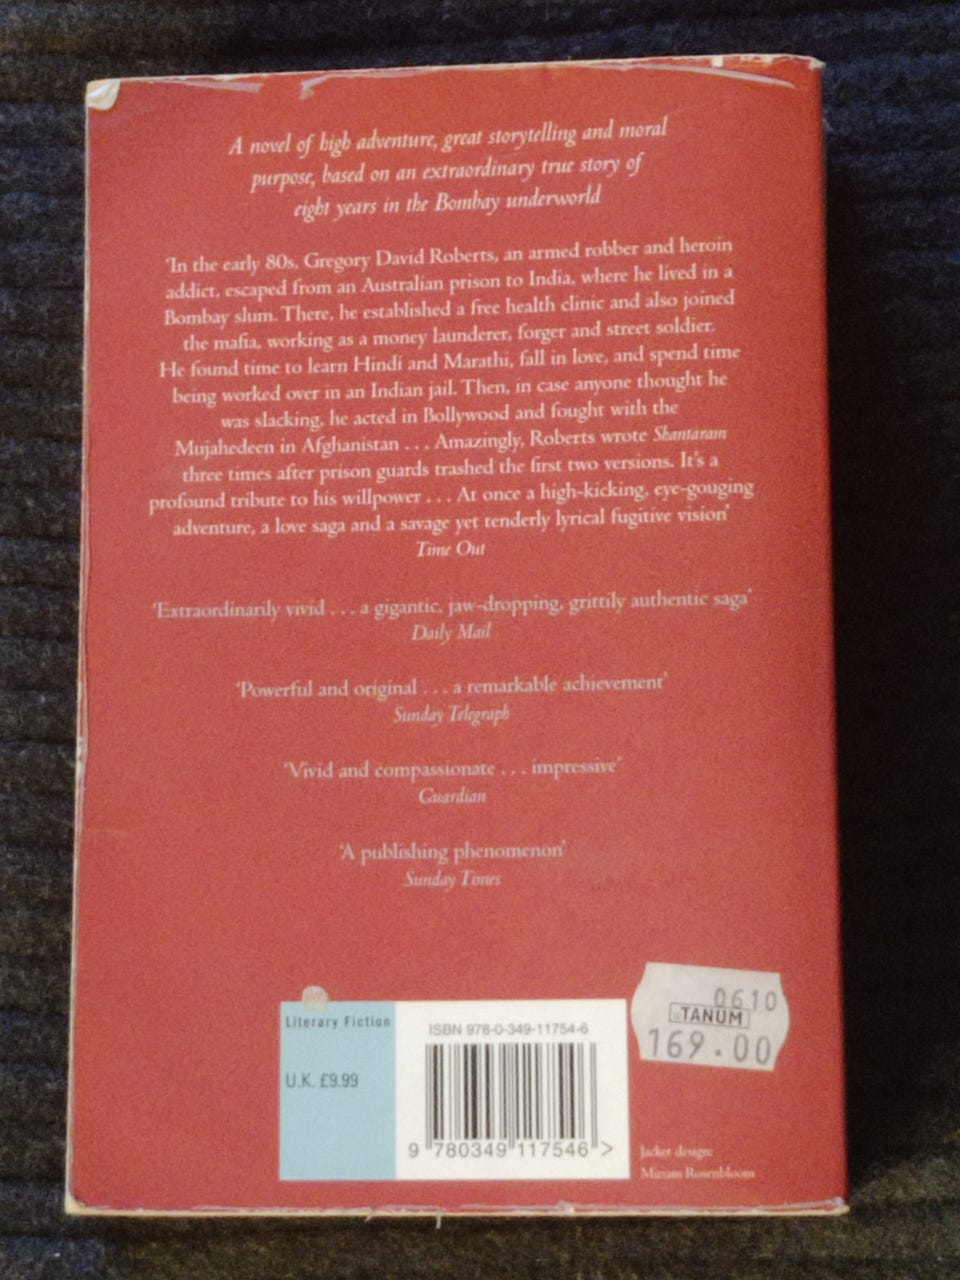 A novel of high adventure, great storytelling and moral
purpose, based on an extraordinary true story of
eight years in the Bombay underworld
‘In the early 80s, Gregory David Roberts, an armed robber and heroin
addict, escaped from an Australian prison to India, where he lived in a
Bombay slum. There, he established a free health clinic and also joined
the mafia, working as a money launderer, forger and street soldier.
He found time to learn Hindi and Marathi, fall in love, and spend time
being worked over in an Indian jail. Then, in case anyone thought he
was slacking, he acted in Bollywood and fought with the
Mujahedeen in Afghanistan . . . Amazingly, Roberts wrote Shantaram
three times after prison guards trashed the first two versions. It’s a
profound tribute to his willpower . . . At once a high-kicking, eye-gouging
adventure, a love saga and a savage yet tenderly lyrical fugitive vision’
Time Out
‘Extraordinarily vivid . . . a gigantic, jaw-dropping, grittily authentic saga’
Daily Mail
‘Powerful and original . . . a remarkable achievement’
Sunday Telegraph
‘Vivid and compassionate . . . impressive’
Guardian
‘A publishing phenomenon’
Sunday Times
Literary Fiction
U.K. £9.99
ISBN 978-0-349-11754-6
9 780349 117546 >
0610
TANUM
169.00
Jacket design:
Miriam Rosenbloom